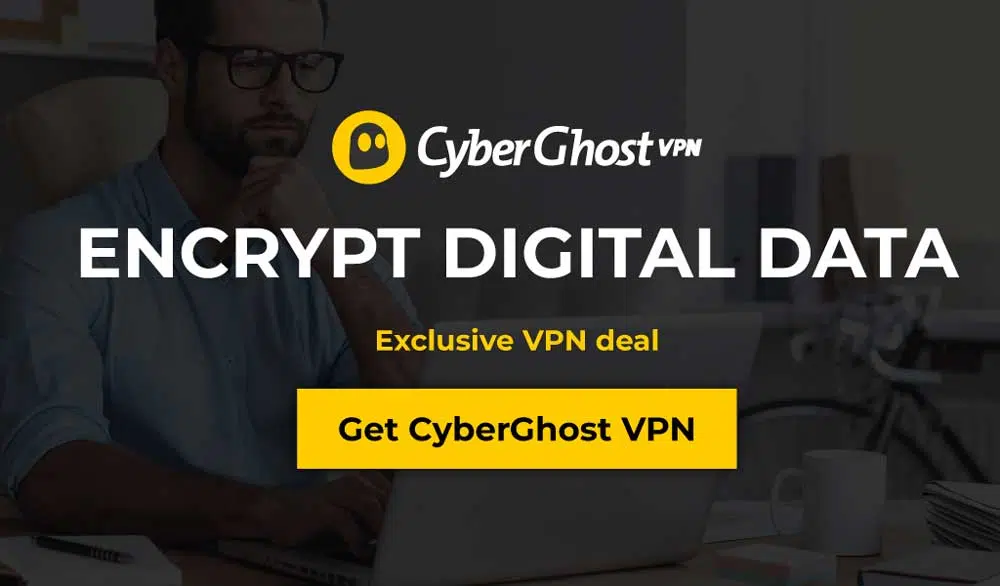 CyberGhost VPN
ENCRYPT DIGITAL DATA
Exclusive VPN deal
Get CyberGhost VPN